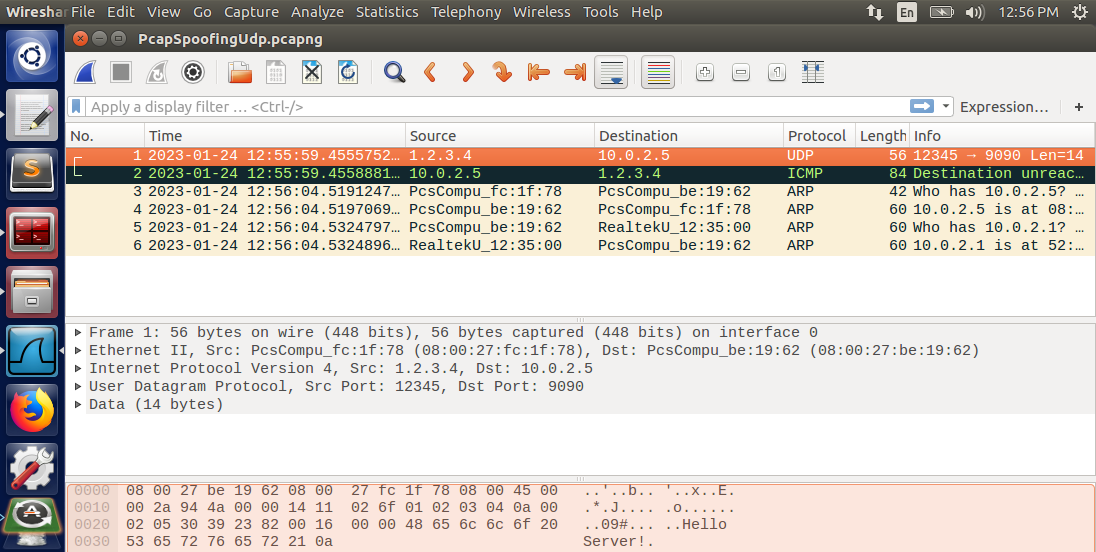 Wiresha File Edit View Go Capture Analyze Statistics Telephony Wireless Tools Help En 12:56 PM
PcapSpoofingUdp.pcapng
Apply a display filter … <Ctrl-/> Expression… +
No. Time Source Destination Protocol Length Info
1 2023-01-24 12:55:59.4555752… 1.2.3.4 10.0.2.5 UDP 56 12345 → 9090 Len=14
2 2023-01-24 12:55:59.4558881… 10.0.2.5 1.2.3.4 ICMP 84 Destination unreac…
3 2023-01-24 12:56:04.5191247… PcsCompu_fc:1f:78 PcsCompu_be:19:62 ARP 42 Who has 10.0.2.5? …
4 2023-01-24 12:56:04.5197069… PcsCompu_be:19:62 PcsCompu_fc:1f:78 ARP 60 10.0.2.5 is at 08:…
5 2023-01-24 12:56:04.5324797… PcsCompu_be:19:62 RealtekU_12:35:00 ARP 60 Who has 10.0.2.1? …
6 2023-01-24 12:56:04.5324896… RealtekU_12:35:00 PcsCompu_be:19:62 ARP 60 10.0.2.1 is at 52:…
Frame 1: 56 bytes on wire (448 bits), 56 bytes captured (448 bits) on interface 0
Ethernet II, Src: PcsCompu_fc:1f:78 (08:00:27:fc:1f:78), Dst: PcsCompu_be:19:62 (08:00:27:be:19:62)
Internet Protocol Version 4, Src: 1.2.3.4, Dst: 10.0.2.5
User Datagram Protocol, Src Port: 12345, Dst Port: 9090
Data (14 bytes)
0000 08 00 27 be 19 62 08 00 27 fc 1f 78 08 00 45 00 ..'..b.. '..x..E.
0010 00 2a 94 4a 00 00 14 11 02 6f 01 02 03 04 0a 00 .*.J.... .o......
0020 02 05 30 39 23 82 00 16 00 00 48 65 6c 6c 6f 20 ..09#... ..Hello
0030 53 65 72 76 65 72 21 0a Server!.